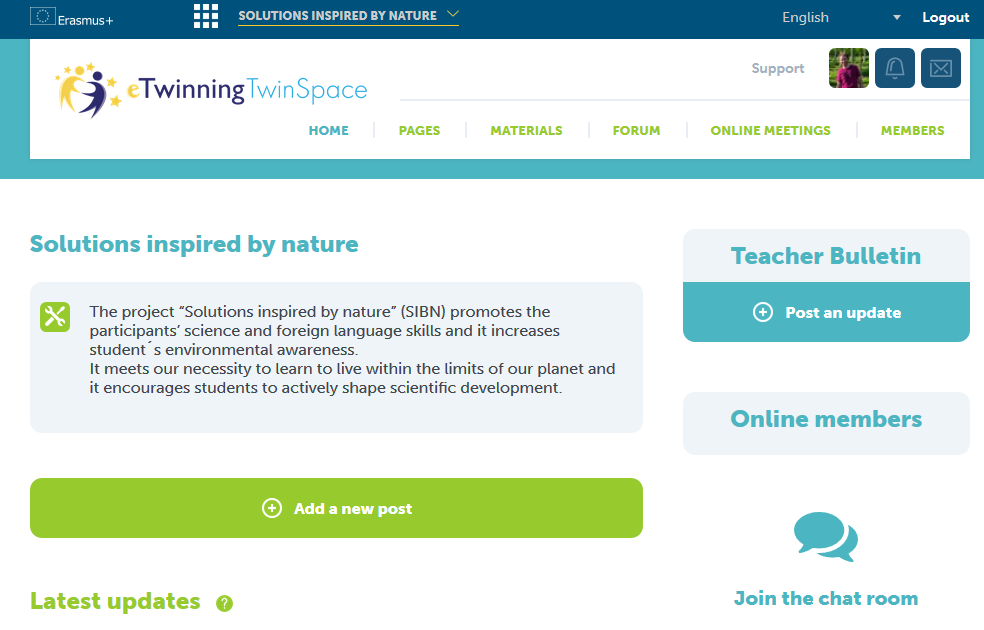 Erasmus+
SOLUTIONS INSPIRED BY NATURE
English
Logout
Support
eTwinningTwinSpace
HOME
PAGES
MATERIALS
FORUM
ONLINE MEETINGS
MEMBERS
Solutions inspired by nature
The project “Solutions inspired by nature” (SIBN) promotes the
participants’ science and foreign language skills and it increases
student´s environmental awareness.
It meets our necessity to learn to live within the limits of our planet and
it encourages students to actively shape scientific development.
Add a new post
Latest updates ?
Teacher Bulletin
Post an update
Online members
Join the chat room